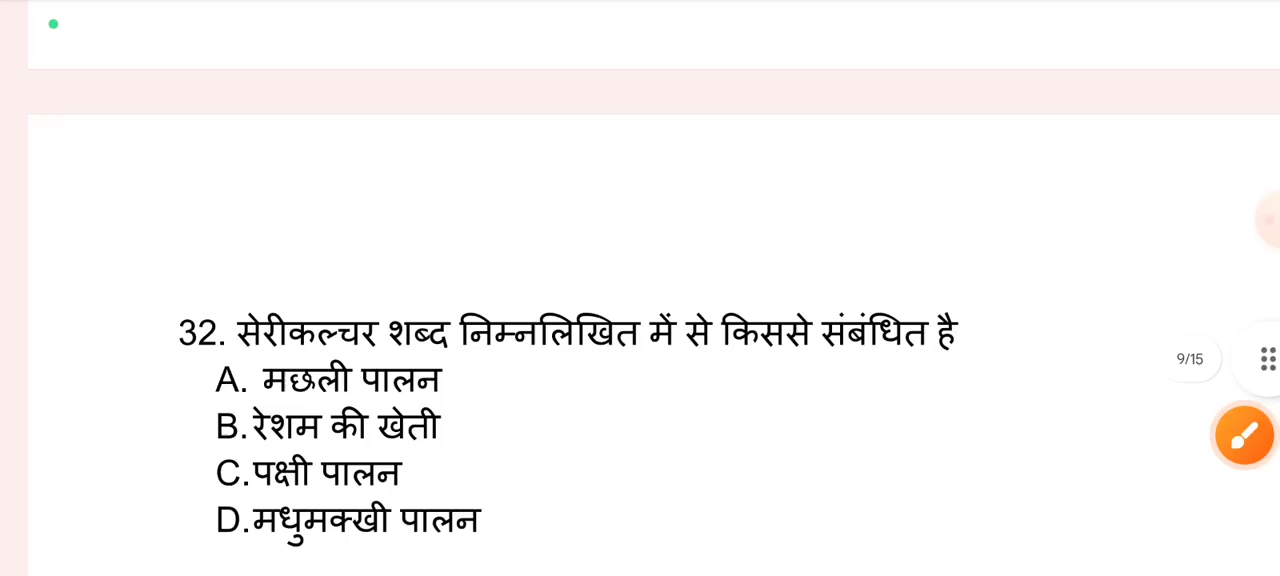 32. सेरीकल्चर शब्द निम्नलिखित में से किससे संबंधित है
A. मछली पालन
B.रेशम की खेती
C.पक्षी पालन
D.मधुमक्खी पालन
9/15